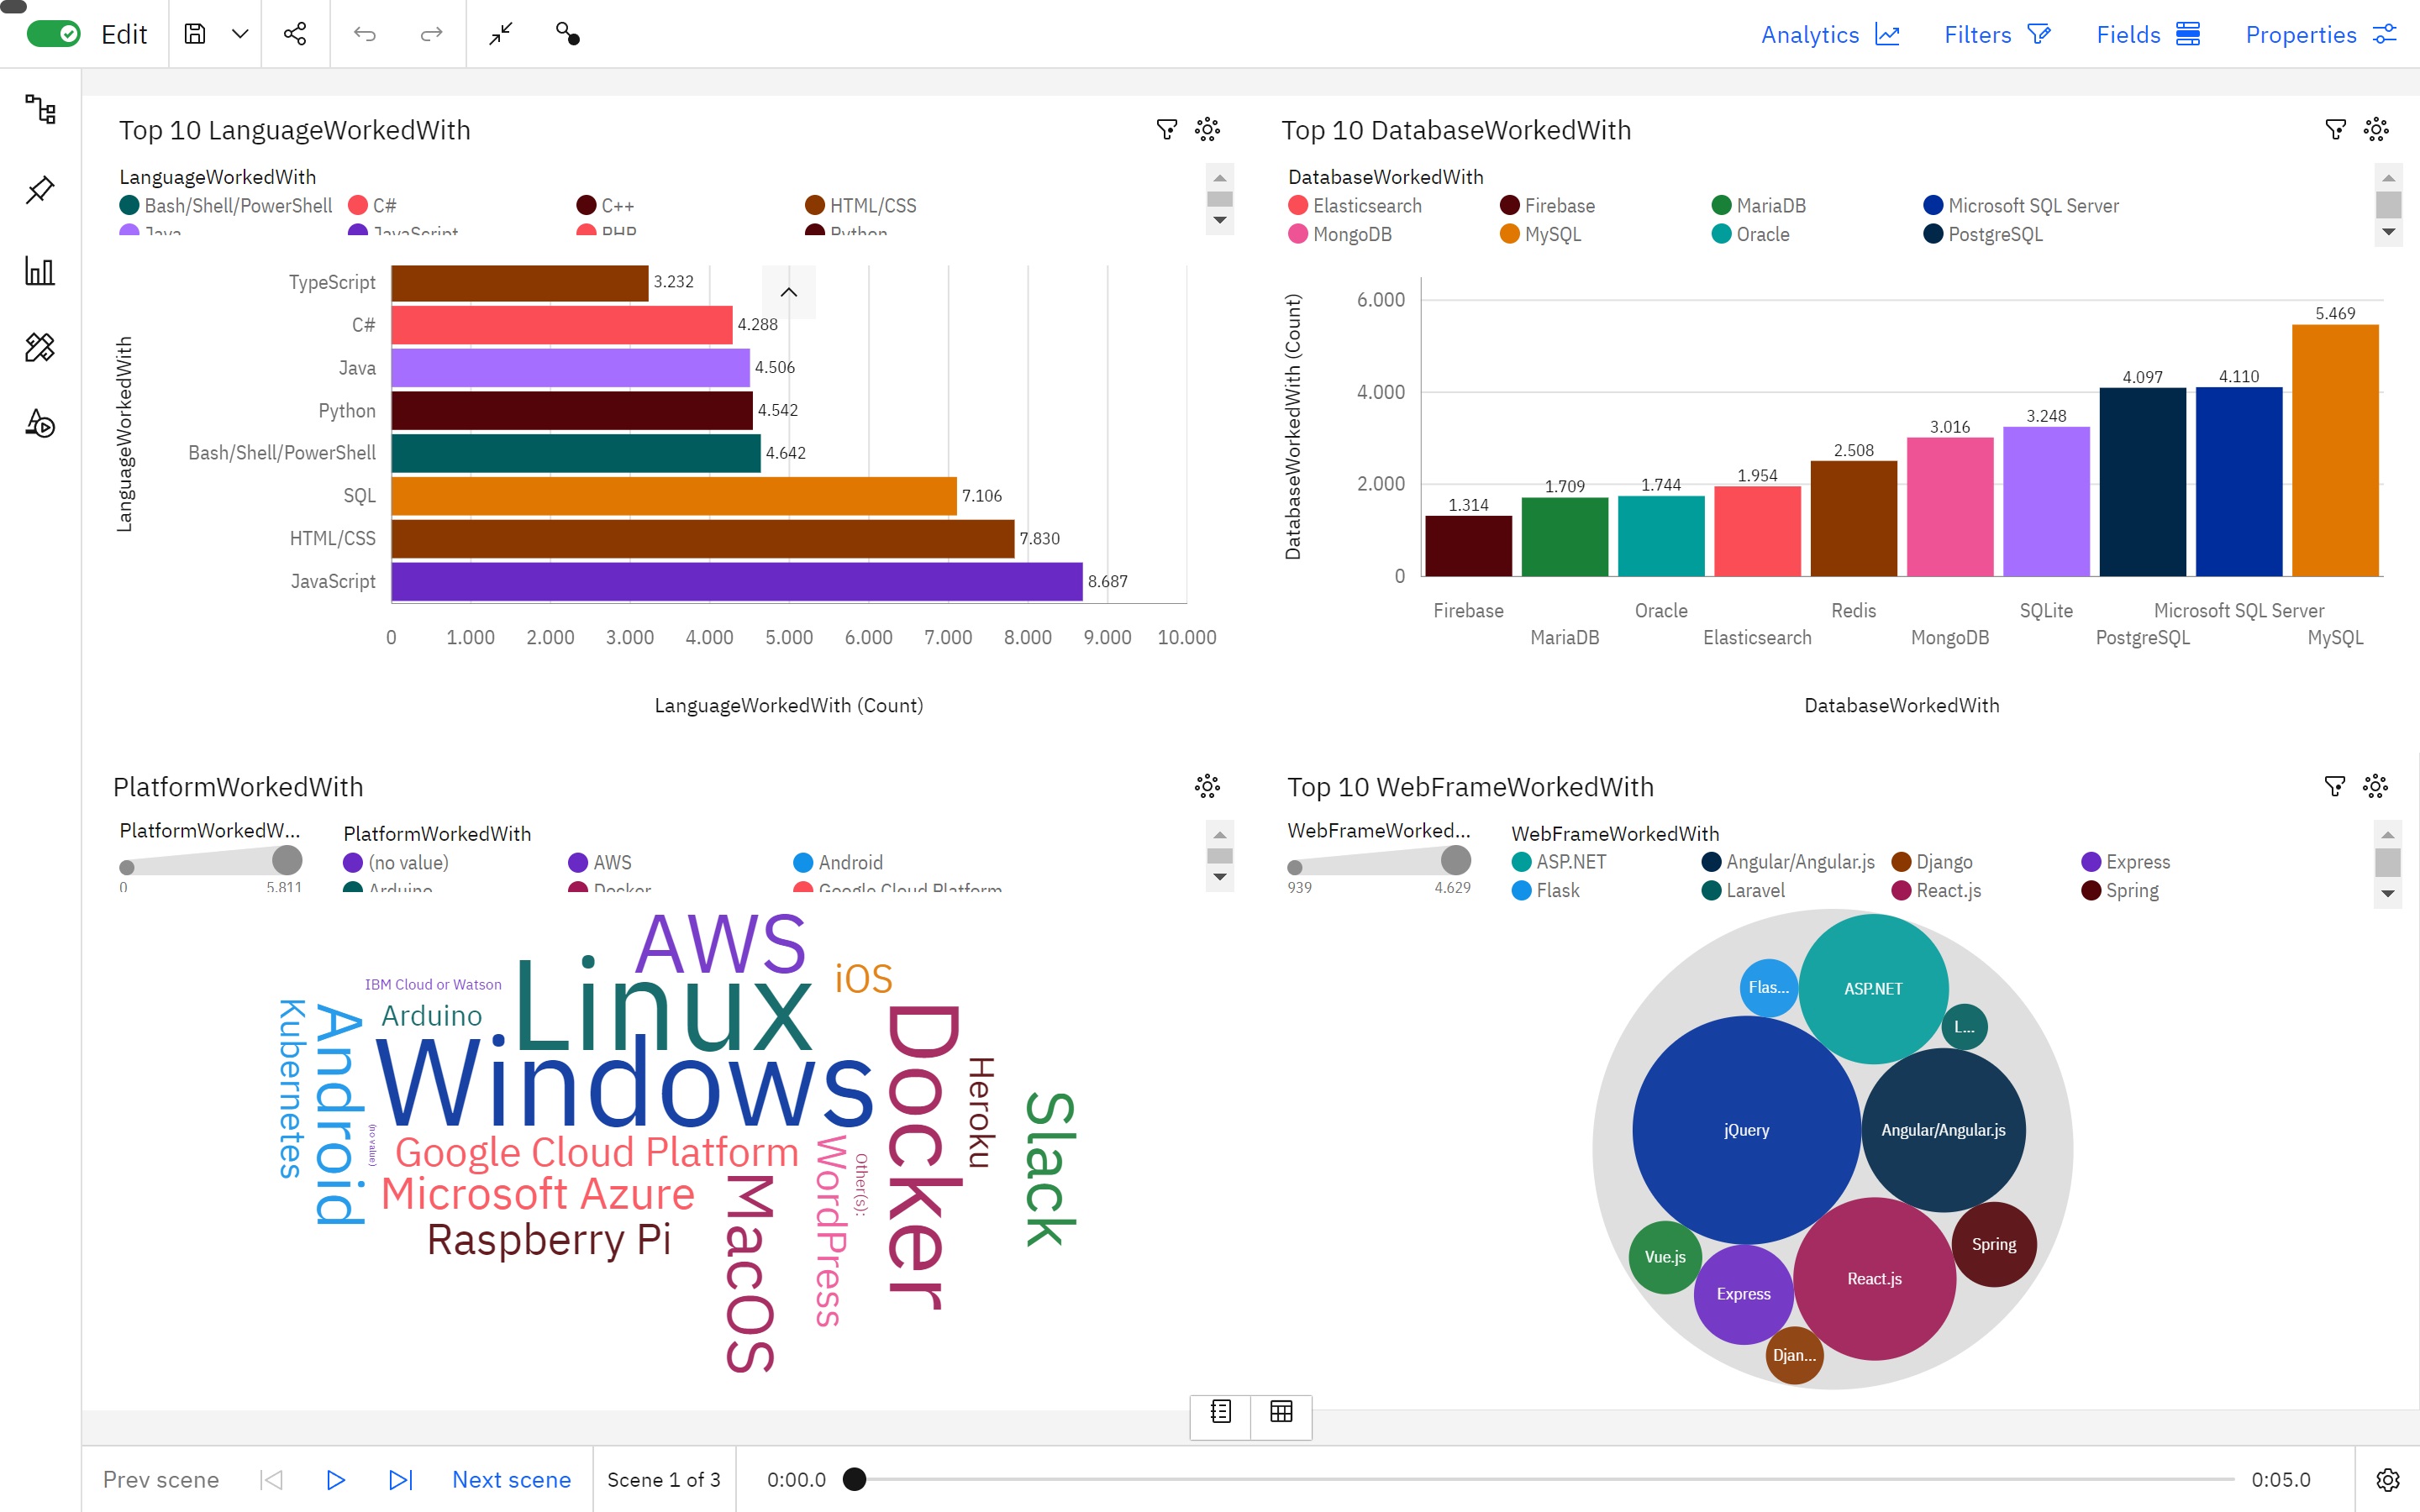 Edit
Analytics
Filters
Fields
Properties
Top 10 LanguageWorkedWith
LanguageWorkedWith
Bash/Shell/PowerShell C# C++ HTML/CSS
Java JavaScript PHP Python
LanguageWorkedWith
TypeScript 3.232
C# 4.288
Java 4.506
Python 4.542
Bash/Shell/PowerShell 4.642
SQL 7.106
HTML/CSS 7.830
JavaScript 8.687
0 1.000 2.000 3.000 4.000 5.000 6.000 7.000 8.000 9.000 10.000
LanguageWorkedWith (Count)
Top 10 DatabaseWorkedWith
DatabaseWorkedWith
Elasticsearch Firebase MariaDB Microsoft SQL Server
MongoDB MySQL Oracle PostgreSQL
DatabaseWorkedWith (Count)
6.000
4.000
2.000
0
1.314 1.709 1.744 1.954 2.508 3.016 3.248 4.097 4.110 5.469
Firebase Oracle Redis SQLite Microsoft SQL Server
MariaDB Elasticsearch MongoDB PostgreSQL MySQL
DatabaseWorkedWith
PlatformWorkedWith
PlatformWorkedW...
0 5.811
PlatformWorkedWith
(no value) AWS Android
Arduino Docker Google Cloud Platform
AWS
iOS
IBM Cloud or Watson
Linux
Arduino
Kubernetes
Android
Windows
Docker
Heroku
Slack
(no value)
Google Cloud Platform
Microsoft Azure
Raspberry Pi
MacOS
WordPress
Other(s):
Top 10 WebFrameWorkedWith
WebFrameWorked...
939 4.629
WebFrameWorkedWith
ASP.NET Angular/Angular.js Django Express
Flask Laravel React.js Spring
Flas...
ASP.NET
L...
jQuery
Angular/Angular.js
Vue.js
Express
React.js
Spring
Djan...
Prev scene
Next scene
Scene 1 of 3
0:00.0
0:05.0